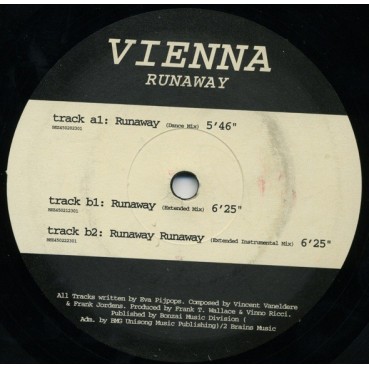 VIENNA
RUNAWAY
track a1: Runaway (Dance Mix) 5'46"
track b1: Runaway (Extended Mix) 6'25"
track b2: Runaway Runaway (Extended Instrumental Mix) 6'25"
All Tracks written by Eva Pijpops. Composed by Vincent Vaneldere
& Frank Jordens. Produced by Frank T. Wallace & Vinno Ricci.
Published by Bonzai Music Division (
Adm. by BMG Unisong Music Publishing)/2 Brains Music